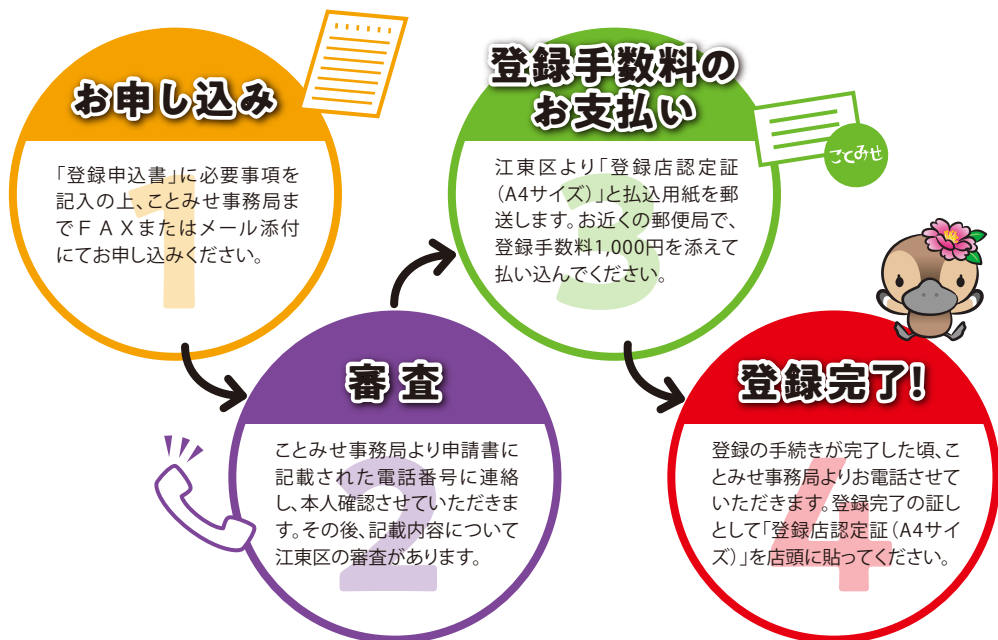 お申し込み
「登録申込書」に必要事項を
記入の上、ことみせ事務局ま
でＦＡＸまたはメール添付
にてお申し込みください。
1
審査
ことみせ事務局より申請書に
記載された電話番号に連絡
し、本人確認させていただきま
す。その後、記載内容について
江東区の審査があります。
2
登録手数料の
お支払い
ことみせ
江東区より「登録店認定証
（A4サイズ）」と払込用紙を郵
送します。お近くの郵便局で、
登録手数料1,000円を添えて
払い込んでください。
3
登録完了!
登録の手続きが完了した頃、こ
とみせ事務局よりお電話させて
いただきます。登録完了の証し
として「登録店認定証（A4サイ
ズ）」を店頭に貼ってください。
4